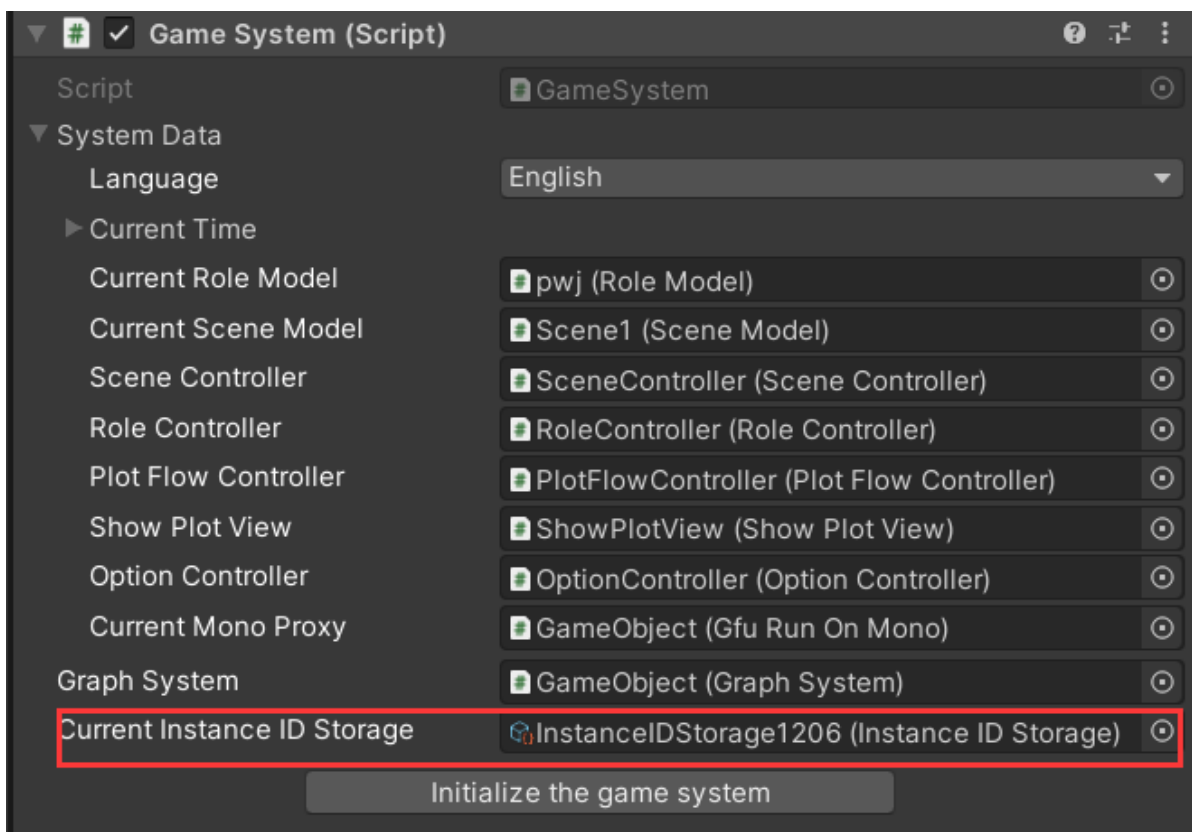 Game System (Script)
Script GameSystem
System Data
Language English
Current Time
Current Role Model pwj (Role Model)
Current Scene Model Scene1 (Scene Model)
Scene Controller SceneController (Scene Controller)
Role Controller RoleController (Role Controller)
Plot Flow Controller PlotFlowController (Plot Flow Controller)
Show Plot View ShowPlotView (Show Plot View)
Option Controller OptionController (Option Controller)
Current Mono Proxy GameObject (Gfu Run On Mono)
Graph System GameObject (Graph System)
Current Instance ID Storage InstanceIDStorage1206 (Instance ID Storage)
Initialize the game system